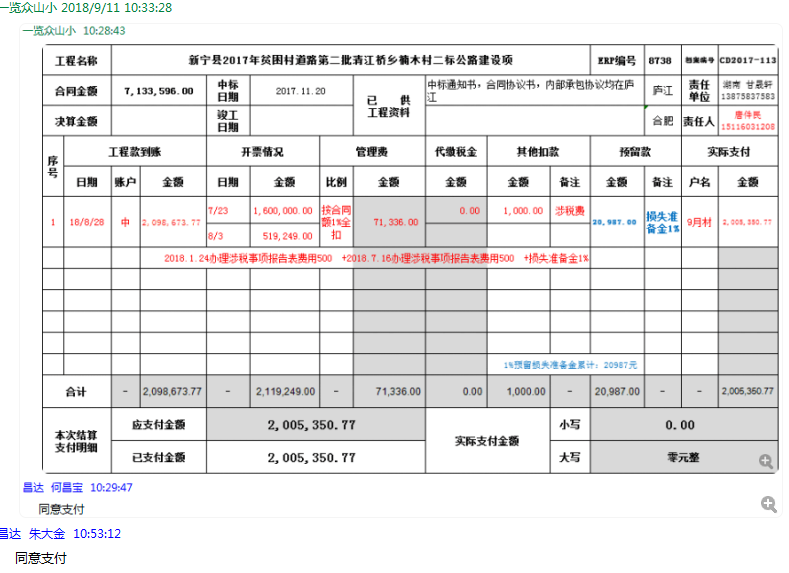 一览众山小 2018/9/11 10:33:28
一览众山小 10:28:43
工程名称 新宁县2017年贫困村道路第二批清江桥乡楠木村二标公路建设项 ERP编号 8738 档案编号 CD2017-113
合同金额 7,133,596.00 中标日期 2017.11.20 已 供工程资料 中标通知书，合同协议书，内部承包协议均在庐江 庐江 责任单位 湖南 甘晟轩 13875837583
决算金额 竣工日期 合肥 责任人 唐件民 15116031208
序号 工程款到账 开票情况 管理费 代缴税金 其他扣款 预留款 实际支付
日期 账户 金额 日期 金额 比例 金额 金额 金额 备注 金额 备注 户名 金额
1 18/8/28 中 2,098,673.77 7/23 1,600,000.00 按合同额1%全扣 71,336.00 0.00 1,000.00 涉税费 20,987.00 损失准备金1% 9月材 2,005,350.77
8/3 519,249.00
2018.1.24办理涉税事项报告表费用500 +2018.7.16办理涉税事项报告表费用500 +损失准备金1%
1%预留损失准备金累计：20987元
合计 - 2,098,673.77 - 2,119,249.00 - 71,336.00 0.00 1,000.00 - 20,987.00 - - 2,005,350.77
本次结算支付明细 应支付金额 2,005,350.77 实际支付金额 小写 0.00
已支付金额 2,005,350.77 大写 零元整
昌达 何昌宝 10:29:47
同意支付
昌达 朱大金 10:53:12
同意支付